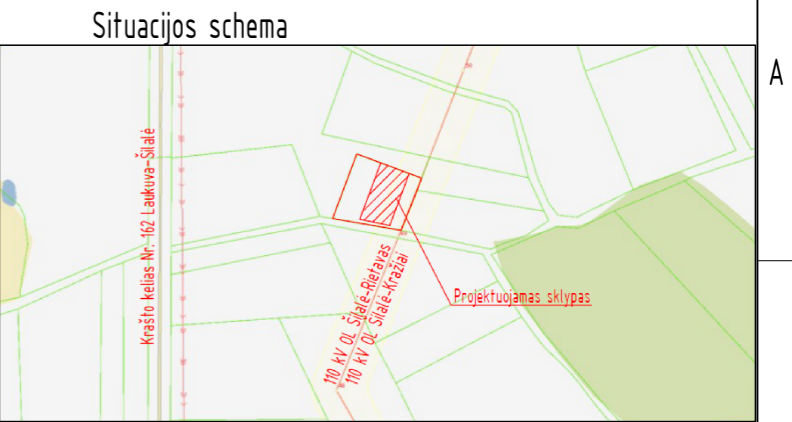 Situacijos schema
A
Krašto kelias Nr. 162 Laukuva-Šilalė
110 kV OL Šilalė-Rietavas
110 kV OL Šilalė-Kražiai
Projektuojamas sklypas